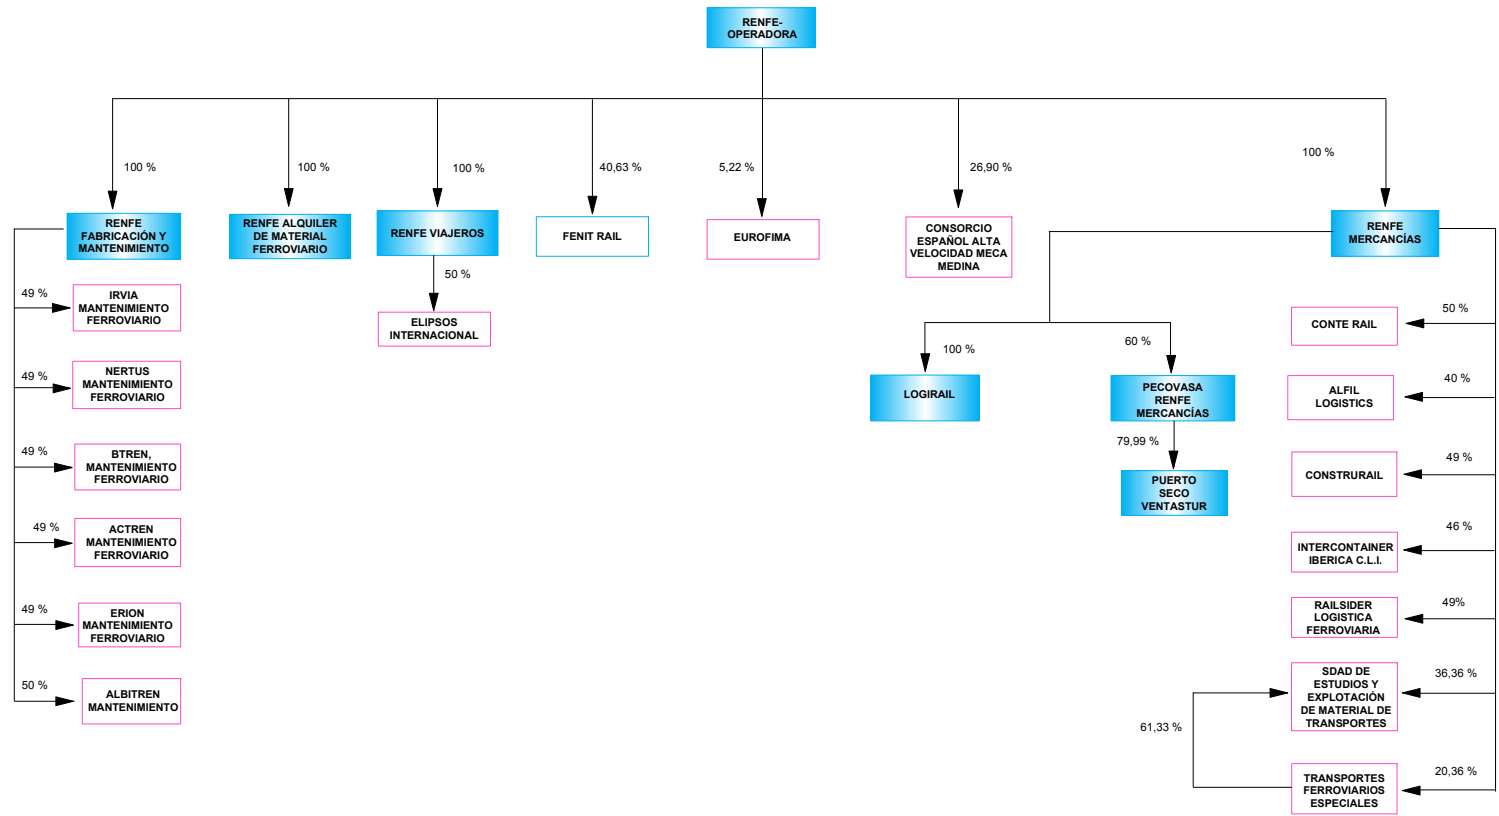 RENFE-
OPERADORA
100 %
100 %
100 %
40,63 %
5,22 %
26,90 %
100 %
RENFE
FABRICACIÓN Y
MANTENIMIENTO
RENFE ALQUILER
DE MATERIAL
FERROVIARIO
RENFE VIAJEROS
FENIT RAIL
EUROFIMA
CONSORCIO
ESPAÑOL ALTA
VELOCIDAD MECA
MEDINA
RENFE
MERCANCÍAS
49 %
IRVIA
MANTENIMIENTO
FERROVIARIO
49 %
NERTUS
MANTENIMIENTO
FERROVIARIO
49 %
BTREN,
MANTENIMIENTO
FERROVIARIO
49 %
ACTREN
MANTENIMIENTO
FERROVIARIO
49 %
ERION
MANTENIMIENTO
FERROVIARIO
50 %
ALBITREN
MANTENIMIENTO
50 %
ELIPSOS
INTERNACIONAL
100 %
LOGIRAIL
60 %
PECOVASA
RENFE
MERCANCÍAS
79,99 %
PUERTO
SECO
VENTASTUR
50 %
CONTE RAIL
40 %
ALFIL
LOGISTICS
49 %
CONSTRURAIL
46 %
INTERCONTAINER
IBERICA C.L.I.
49%
RAILSIDER
LOGISTICA
FERROVIARIA
36,36 %
SDAD DE
ESTUDIOS Y
EXPLOTACIÓN
DE MATERIAL DE
TRANSPORTES
61,33 %
20,36 %
TRANSPORTES
FERROVIARIOS
ESPECIALES